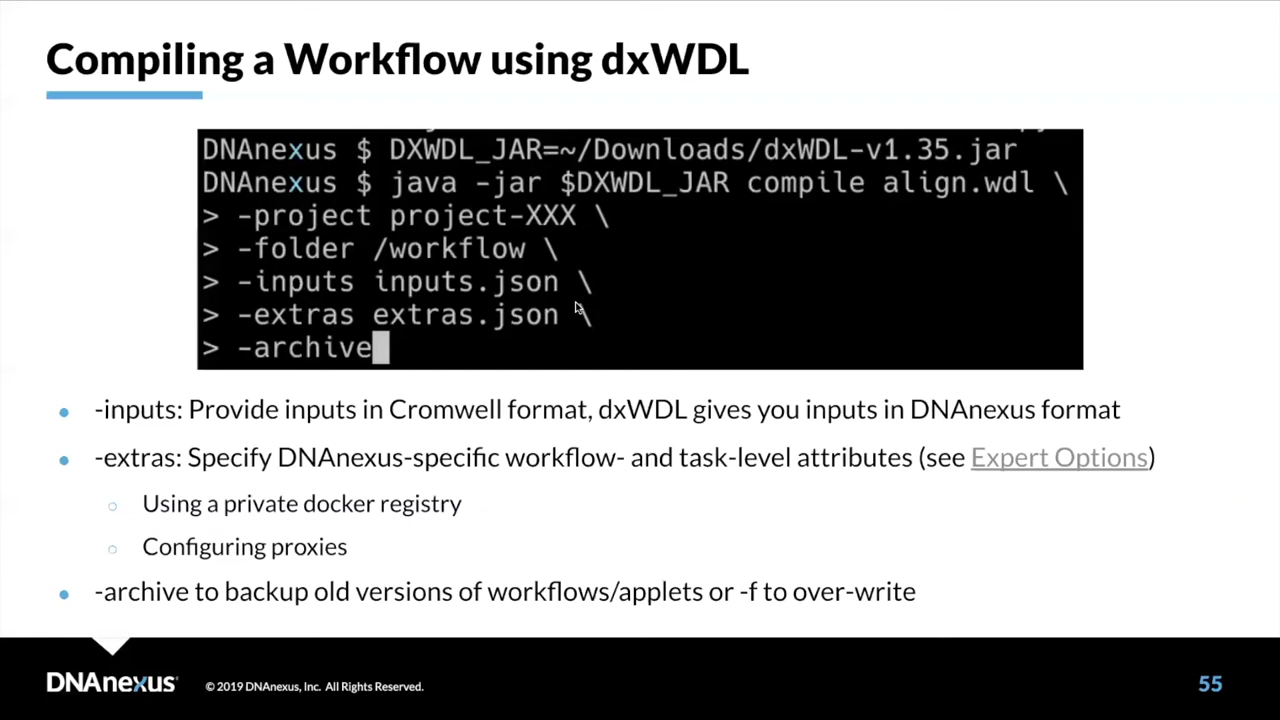 Compiling a Workflow using dxWDL
DNAnexus $ DXWDL_JAR=~/Downloads/dxWDL-v1.35.jar
DNAnexus $ java -jar $DXWDL_JAR compile align.wdl \
> -project project-XXX \
> -folder /workflow \
> -inputs inputs.json \
> -extras extras.json \
> -archive
-inputs: Provide inputs in Cromwell format, dxWDL gives you inputs in DNAnexus format
-extras: Specify DNAnexus-specific workflow- and task-level attributes (see Expert Options)
Using a private docker registry
Configuring proxies
-archive to backup old versions of workflows/applets or -f to over-write
DNAnexus
© 2019 DNAnexus, Inc. All Rights Reserved.
55